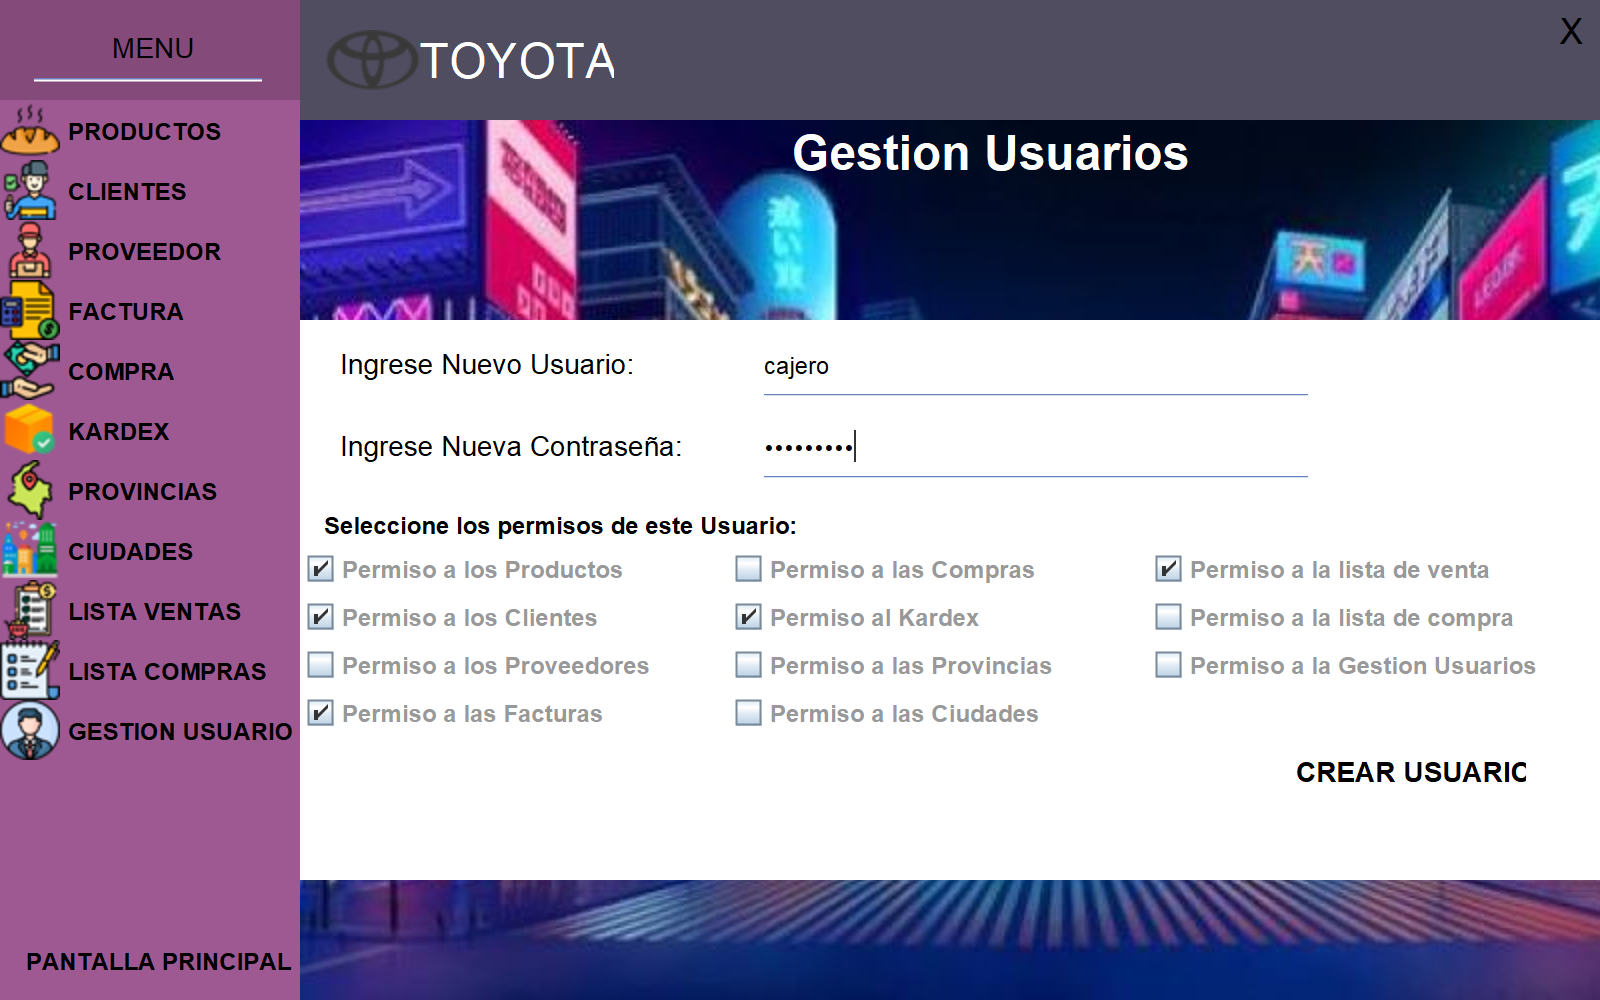 MENU
TOYOTA
X
PRODUCTOS
CLIENTES
PROVEEDOR
FACTURA
COMPRA
KARDEX
PROVINCIAS
CIUDADES
LISTA VENTAS
LISTA COMPRAS
GESTION USUARIO
PANTALLA PRINCIPAL
Gestion Usuarios
Ingrese Nuevo Usuario:
cajero
Ingrese Nueva Contraseña:
•••••••••
Seleccione los permisos de este Usuario:
Permiso a los Productos
Permiso a las Compras
Permiso a la lista de venta
Permiso a los Clientes
Permiso al Kardex
Permiso a la lista de compra
Permiso a los Proveedores
Permiso a las Provincias
Permiso a la Gestion Usuarios
Permiso a las Facturas
Permiso a las Ciudades
CREAR USUARIO